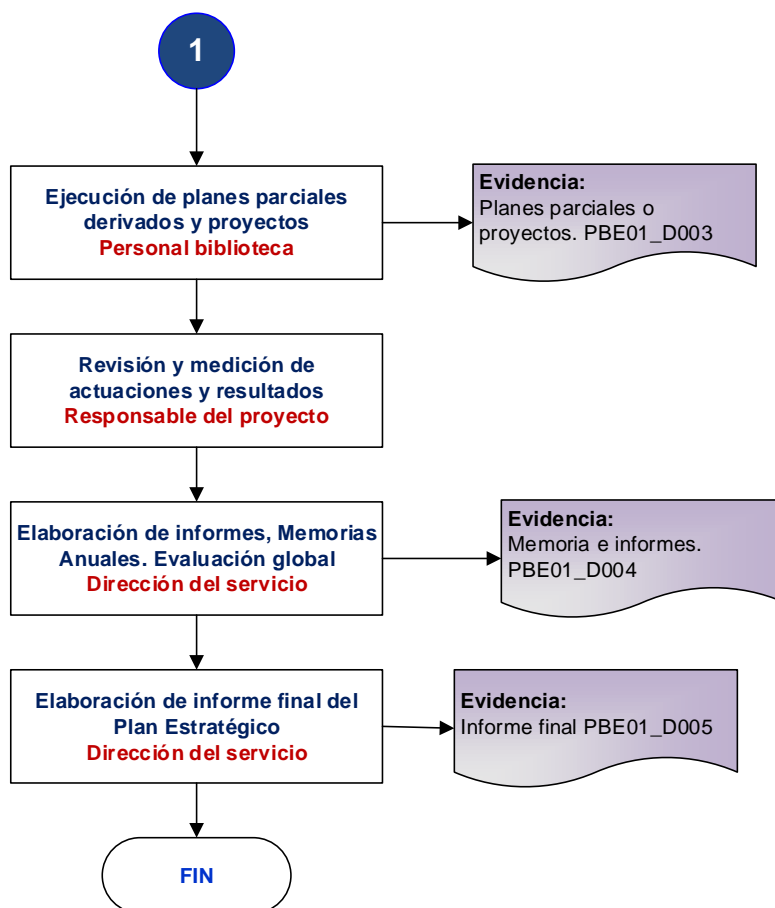 1
Ejecución de planes parciales
derivados y proyectos
Personal biblioteca
Evidencia:
Planes parciales o
proyectos. PBE01_D003
Revisión y medición de
actuaciones y resultados
Responsable del proyecto
Elaboración de informes, Memorias
Anuales. Evaluación global
Dirección del servicio
Evidencia:
Memoria e informes.
PBE01_D004
Elaboración de informe final del
Plan Estratégico
Dirección del servicio
Evidencia:
Informe final PBE01_D005
FIN